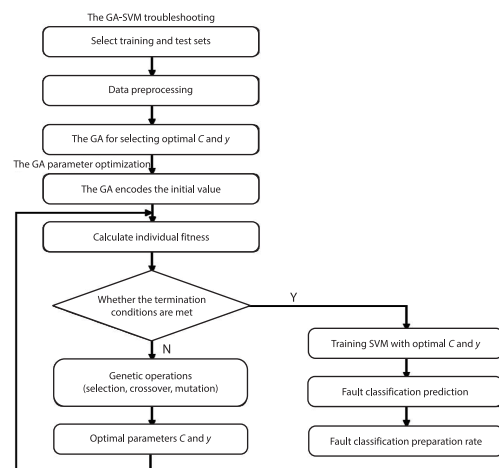 The GA-SVM troubleshooting
Select training and test sets
Data preprocessing
The GA for selecting optimal C and y
The GA parameter optimization
The GA encodes the initial value
Calculate individual fitness
Whether the termination
conditions are met
Y
N
Genetic operations
(selection, crossover, mutation)
Optimal parameters C and y
Training SVM with optimal C and y
Fault classification prediction
Fault classification preparation rate